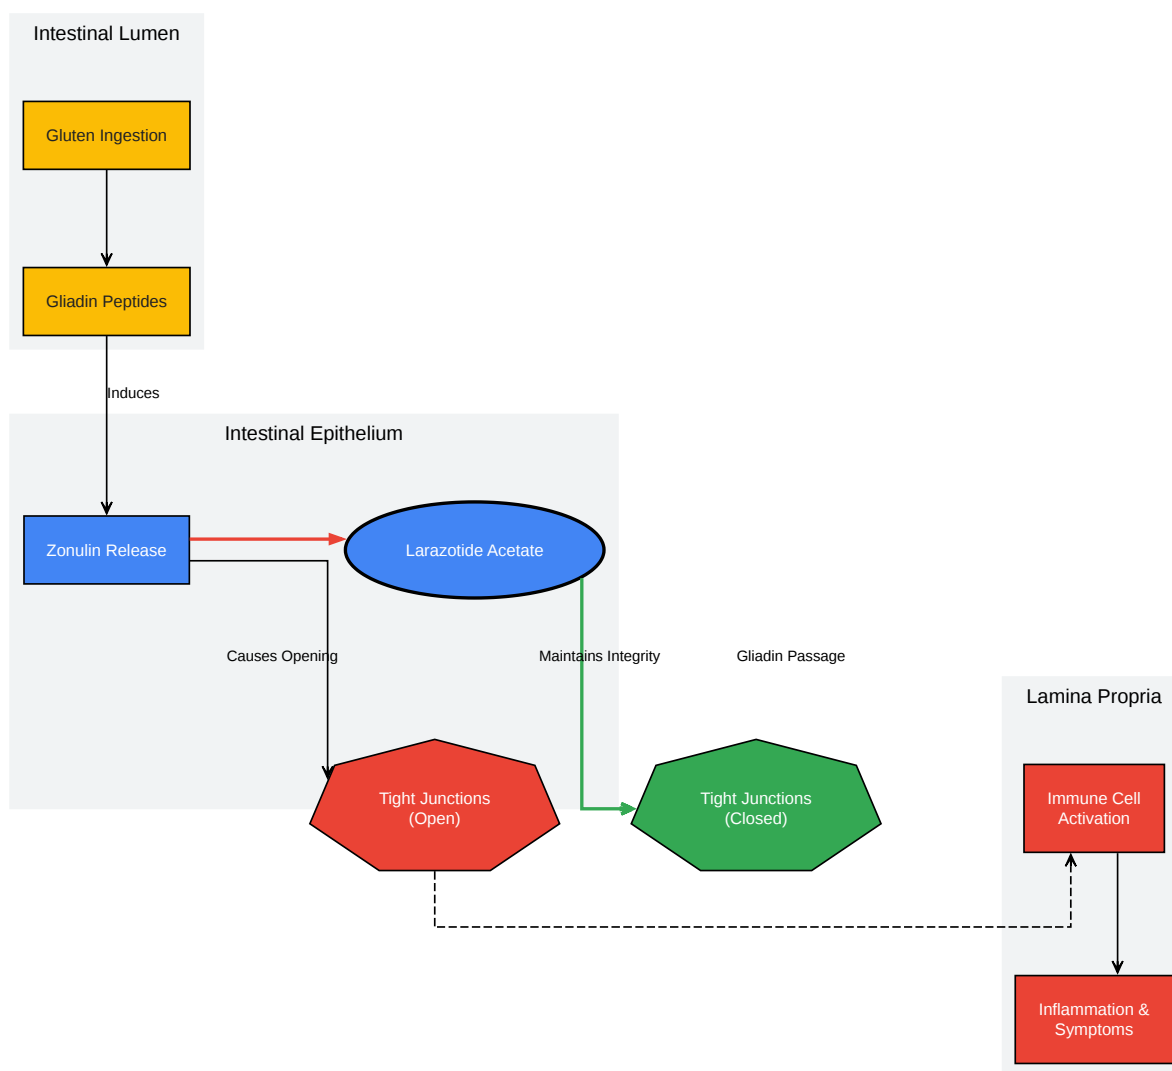 Intestinal Lumen
Gluten Ingestion
Gliadin Peptides
Induces
Intestinal Epithelium
Zonulin Release
Larazotide Acetate
Causes Opening
Maintains Integrity
Gliadin Passage
Lamina Propria
Tight Junctions
(Open)
Tight Junctions
(Closed)
Immune Cell
Activation
Inflammation &
Symptoms